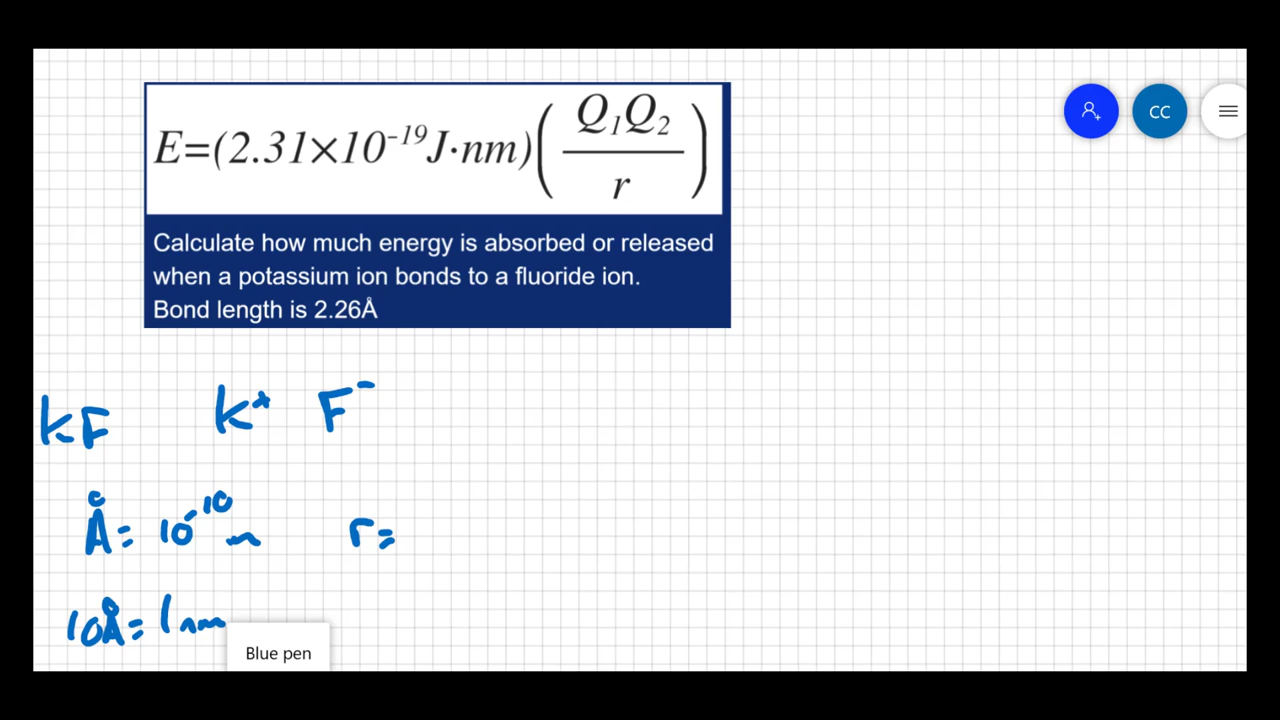 E=(2.31×10⁻¹⁹J·nm)(Q₁Q₂/r)
CC
Calculate how much energy is absorbed or released
when a potassium ion bonds to a fluoride ion.
Bond length is 2.26Å
KF K⁺ F⁻
Å = 10⁻¹⁰ m r=
10Å = 1nm
Blue pen